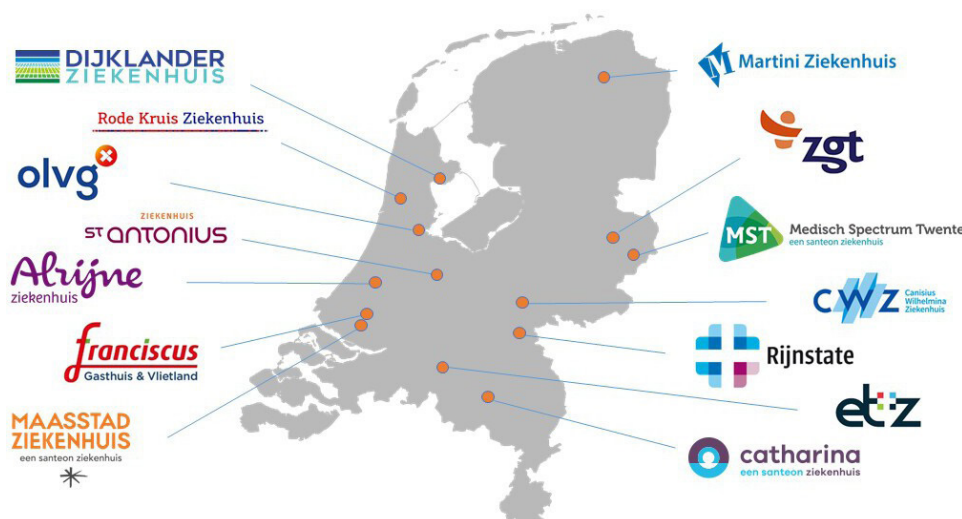 DIJKLANDER
ZIEKENHUIS
Rode Kruis Ziekenhuis
olvg
ZIEKENHUIS
ST ANTONIUS
Alrijne
ziekenhuis
franciscus
Gasthuis & Vlietland
MAASSTAD
ZIEKENHUIS
een santeon ziekenhuis
M Martini Ziekenhuis
zgt
MST Medisch Spectrum Twente
een santeon ziekenhuis
CWZ Canisius
Wilhelmina
Ziekenhuis
Rijnstate
etz
catharina
een santeon ziekenhuis